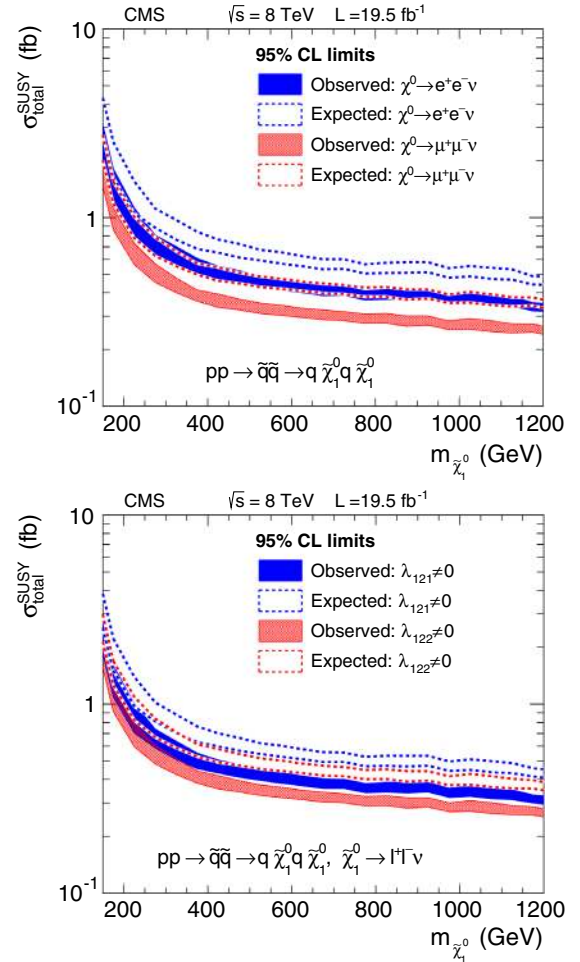 CMS √s = 8 TeV L = 19.5 fb⁻¹
σ_total^SUSY (fb)
10
1
10⁻¹
95% CL limits
Observed: χ⁰→e⁺e⁻ν
Expected: χ⁰→e⁺e⁻ν
Observed: χ⁰→μ⁺μ⁻ν
Expected: χ⁰→μ⁺μ⁻ν
pp → q̃q̃ → q χ̃₁⁰ q χ̃₁⁰
200 400 600 800 1000 1200
m_χ̃₁⁰ (GeV)
CMS √s = 8 TeV L = 19.5 fb⁻¹
σ_total^SUSY (fb)
10
1
10⁻¹
95% CL limits
Observed: λ₁₂₁≠0
Expected: λ₁₂₁≠0
Observed: λ₁₂₂≠0
Expected: λ₁₂₂≠0
pp → q̃q̃ → q χ̃₁⁰ q χ̃₁⁰, χ̃₁⁰ → l⁺l⁻ν
200 400 600 800 1000 1200
m_χ̃₁⁰ (GeV)